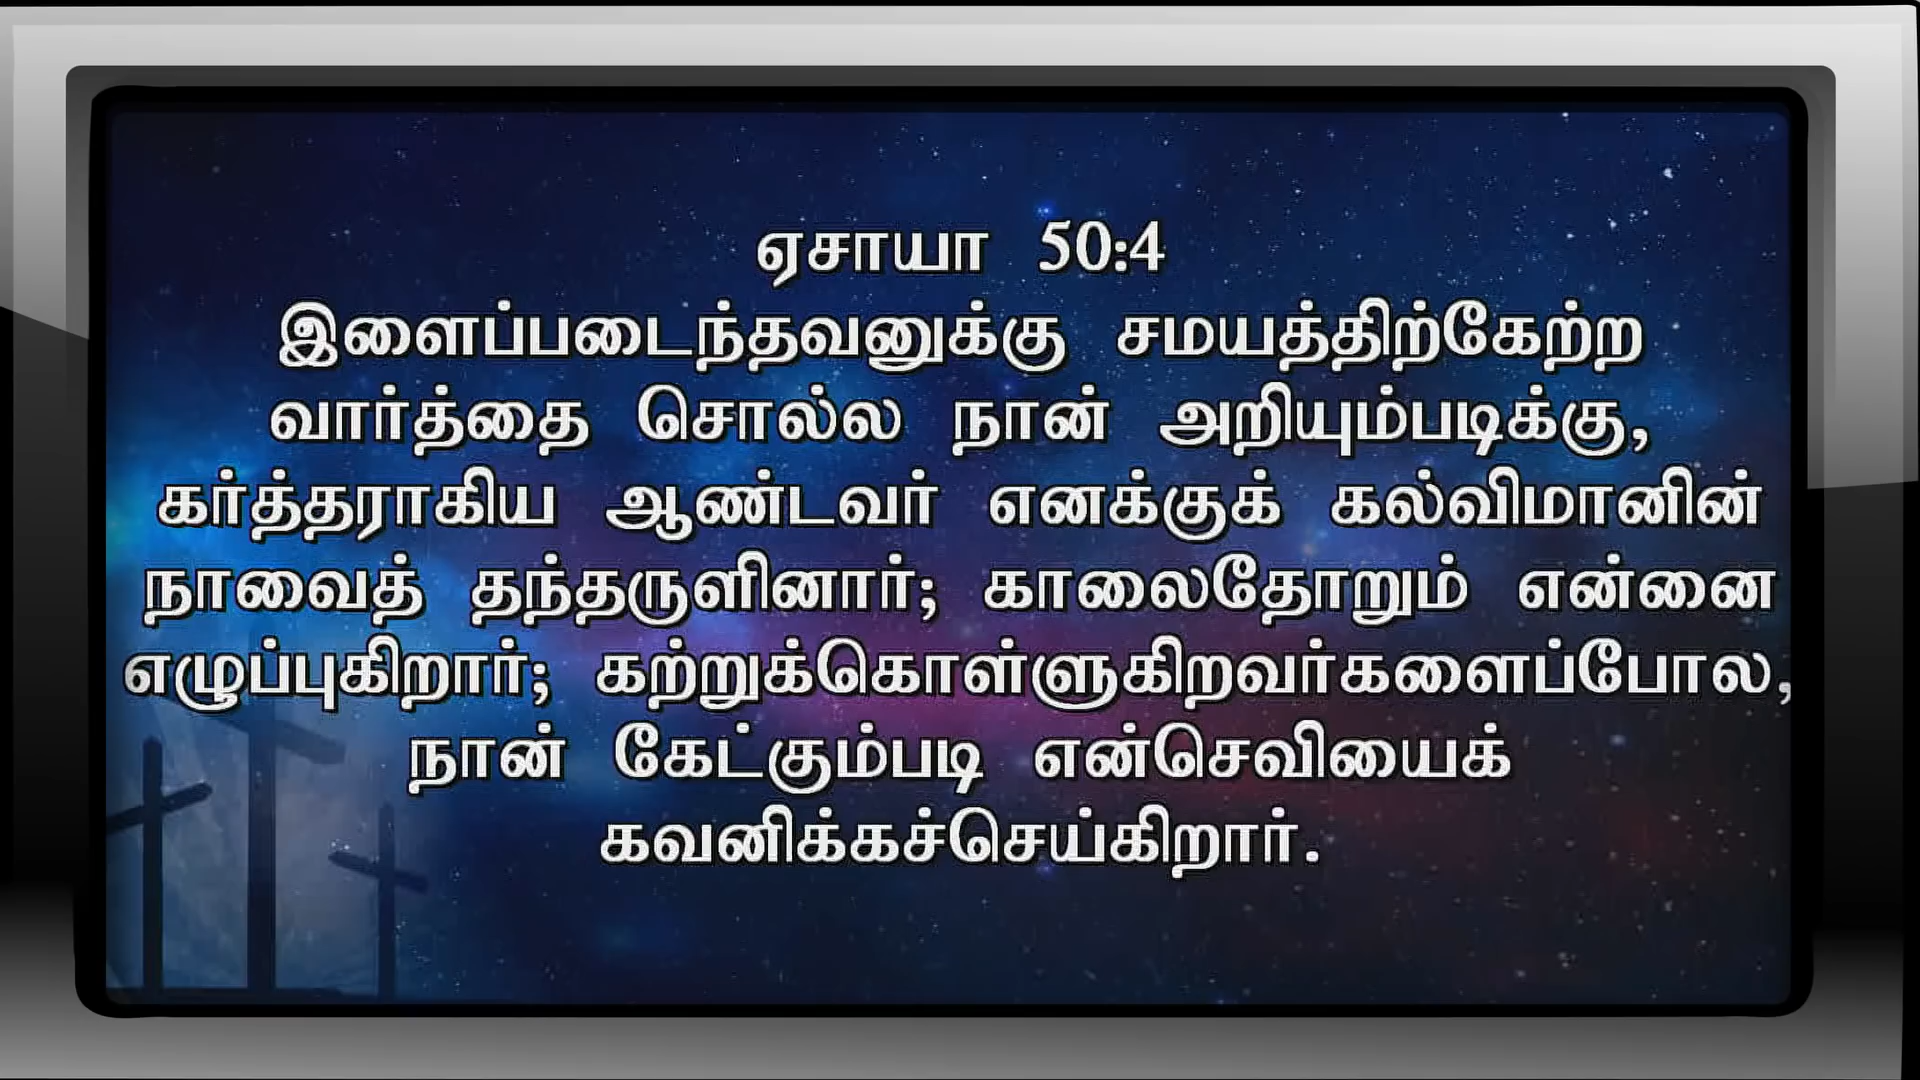 ஏசாயா 50:4
இளைப்படைந்தவனுக்கு சமயத்திற்கேற்ற
வார்த்தை சொல்ல நான் அறியும்படிக்கு,
கர்த்தராகிய ஆண்டவர் எனக்குக் கல்விமானின்
நாவைத் தந்தருளினார்; காலைதோறும் என்னை
எழுப்புகிறார்; கற்றுக்கொள்ளுகிறவர்களைப்போல,
நான் கேட்கும்படி என்செவியைக்
கவனிக்கச்செய்கிறார்.